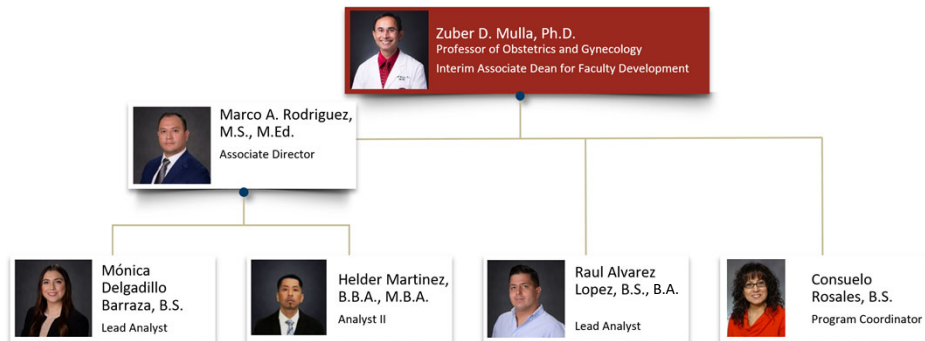 Zuber D. Mulla, Ph.D.
Professor of Obstetrics and Gynecology
Interim Associate Dean for Faculty Development
Marco A. Rodriguez,
M.S., M.Ed.
Associate Director
Mónica
Delgadillo
Barraza, B.S.
Lead Analyst
Helder Martinez,
B.B.A., M.B.A.
Analyst II
Raul Alvarez
Lopez, B.S., B.A.
Lead Analyst
Consuelo
Rosales, B.S.
Program Coordinator